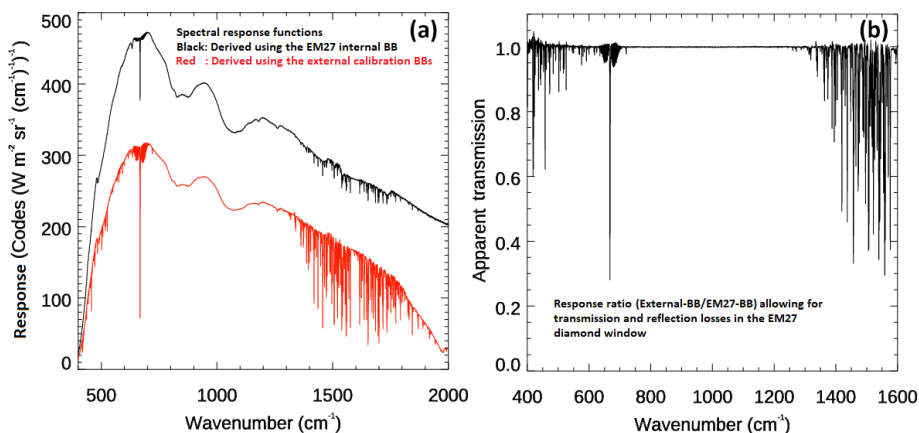 (a)
Spectral response functions
Black: Derived using the EM27 internal BB
Red : Derived using the external calibration BBs
Response (Codes (W m⁻² sr⁻¹ (cm⁻¹)⁻¹)⁻¹)
500
400
300
200
100
0
500
1000
1500
2000
Wavenumber (cm⁻¹)
(b)
Apparent transmission
1.0
0.8
0.6
0.4
0.2
0.0
Response ratio (External-BB/EM27-BB) allowing for
transmission and reflection losses in the EM27
diamond window
400
600
800
1000
1200
1400
1600
Wavenumber (cm⁻¹)